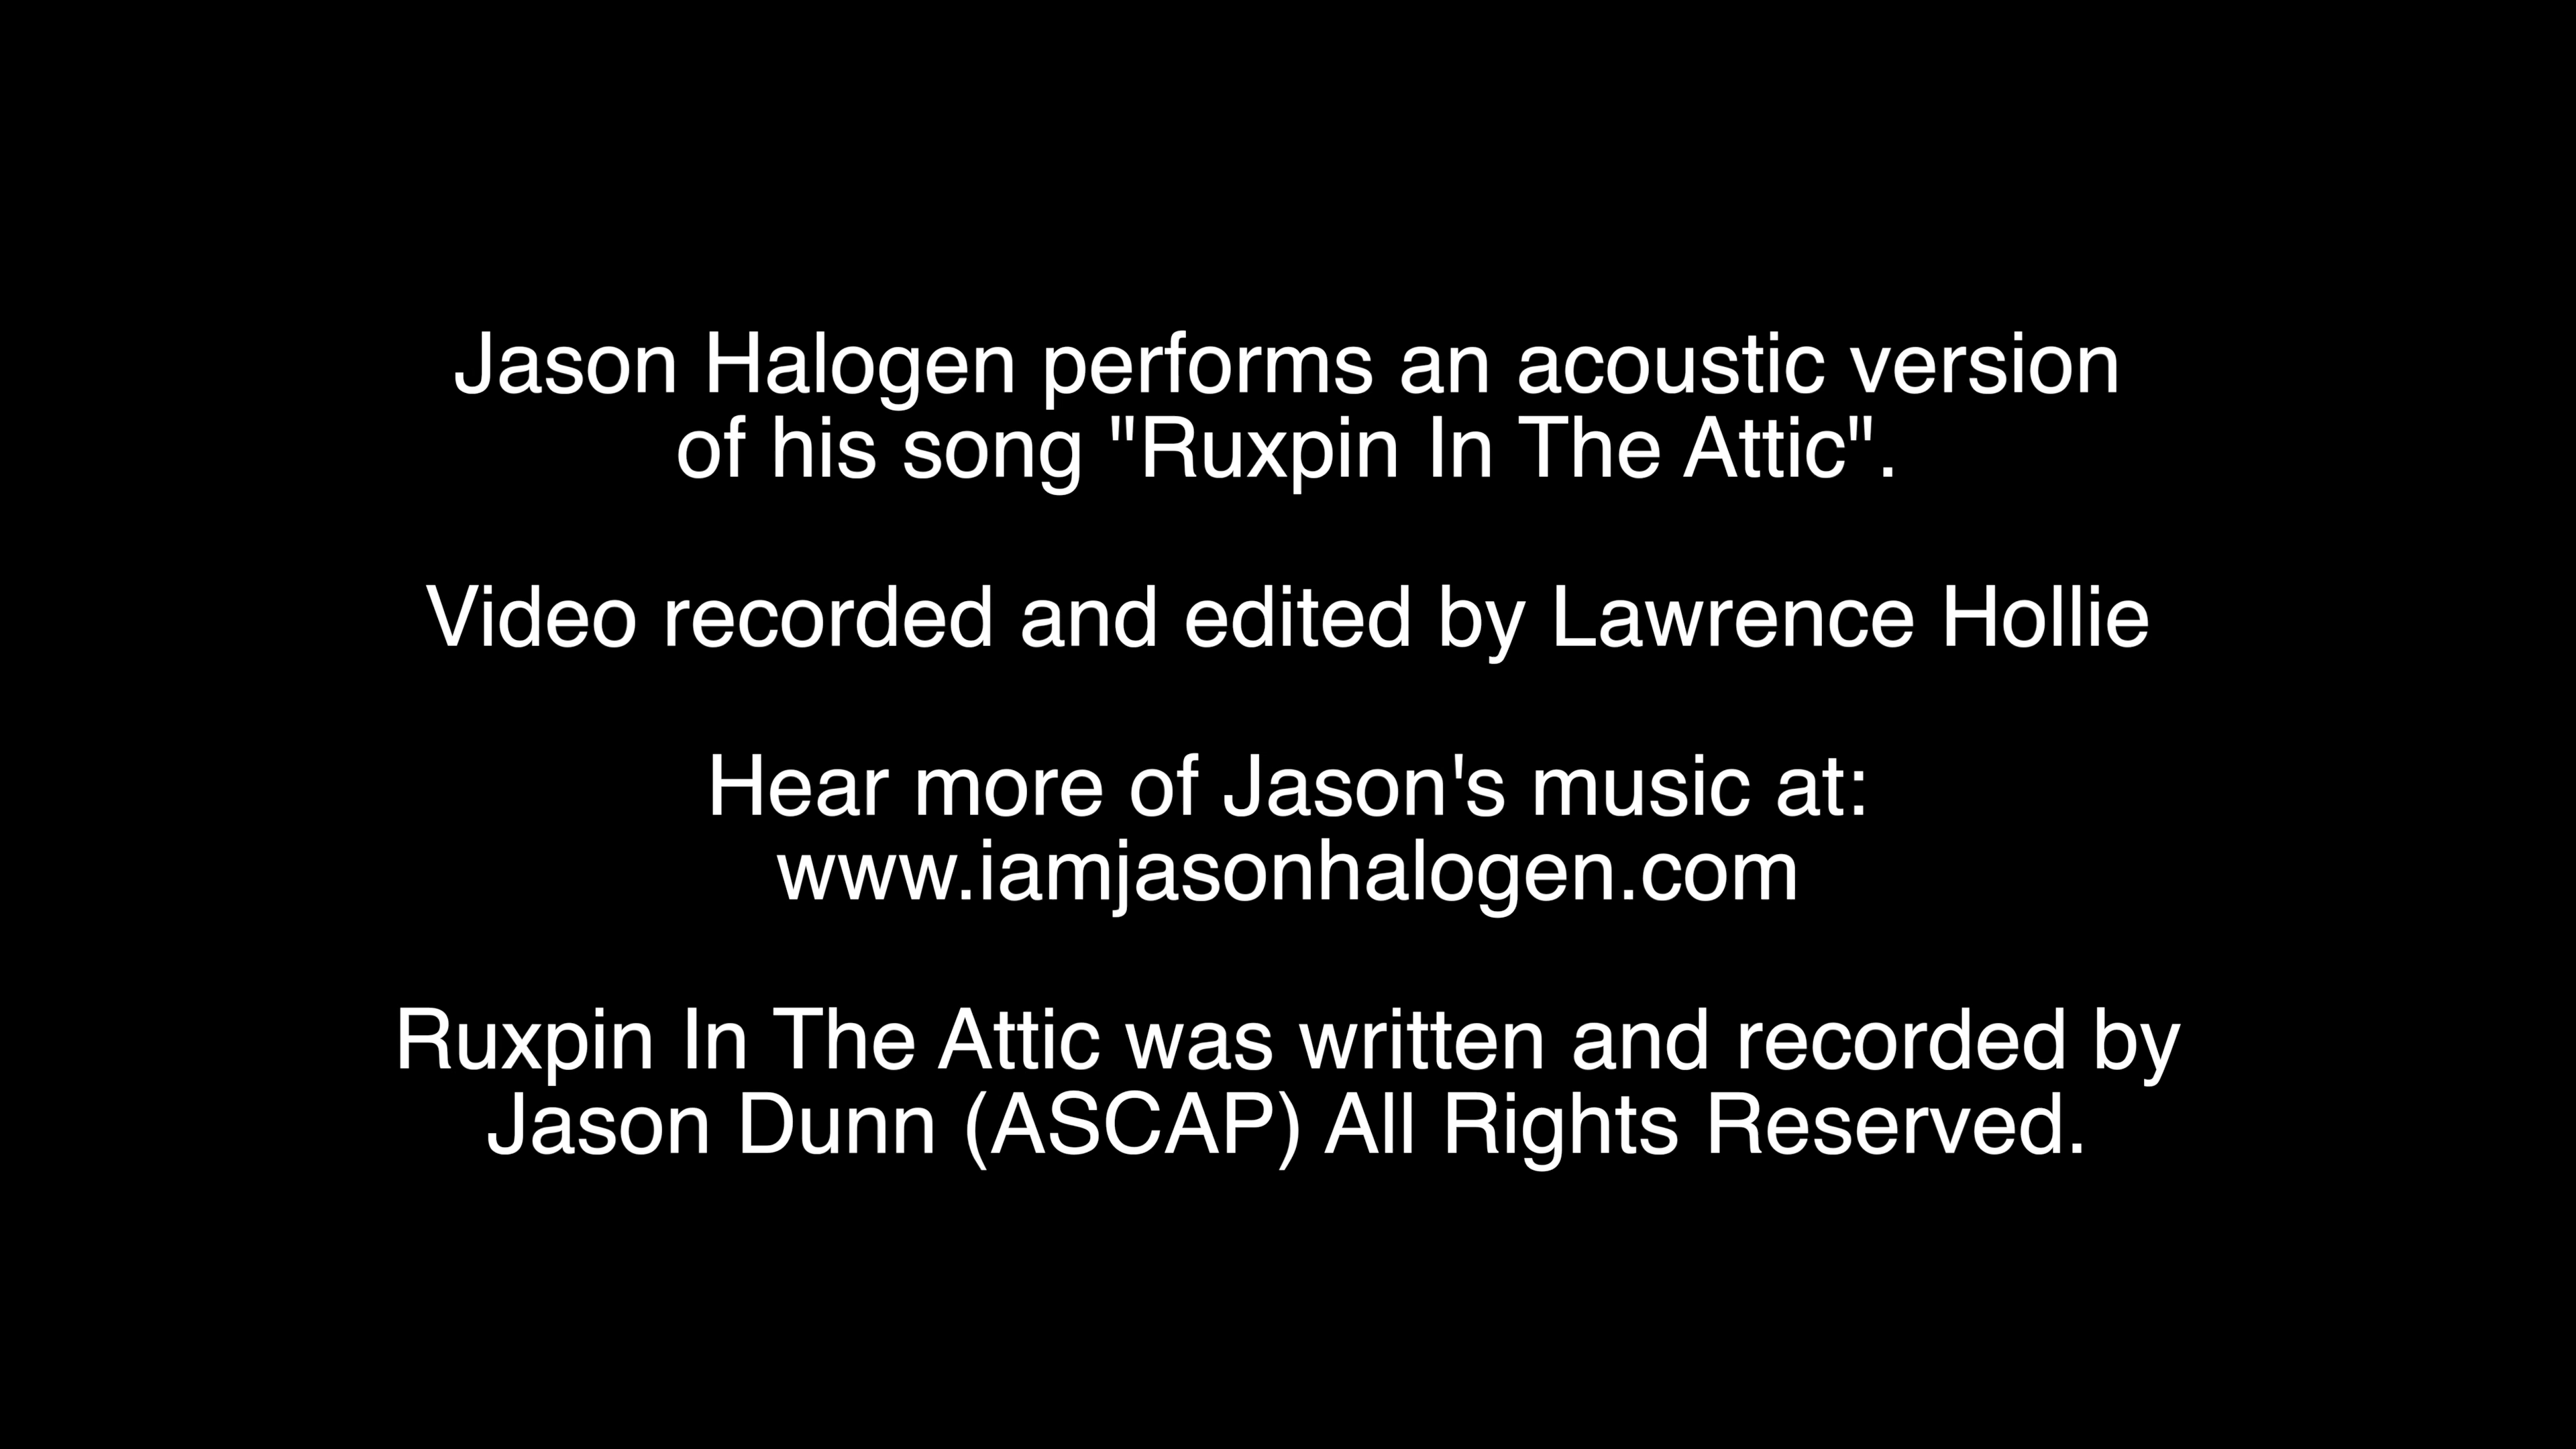 Jason Halogen performs an acoustic version
of his song "Ruxpin In The Attic".
Video recorded and edited by Lawrence Hollie
Hear more of Jason's music at:
www.iamjasonhalogen.com
Ruxpin In The Attic was written and recorded by
Jason Dunn (ASCAP) All Rights Reserved.